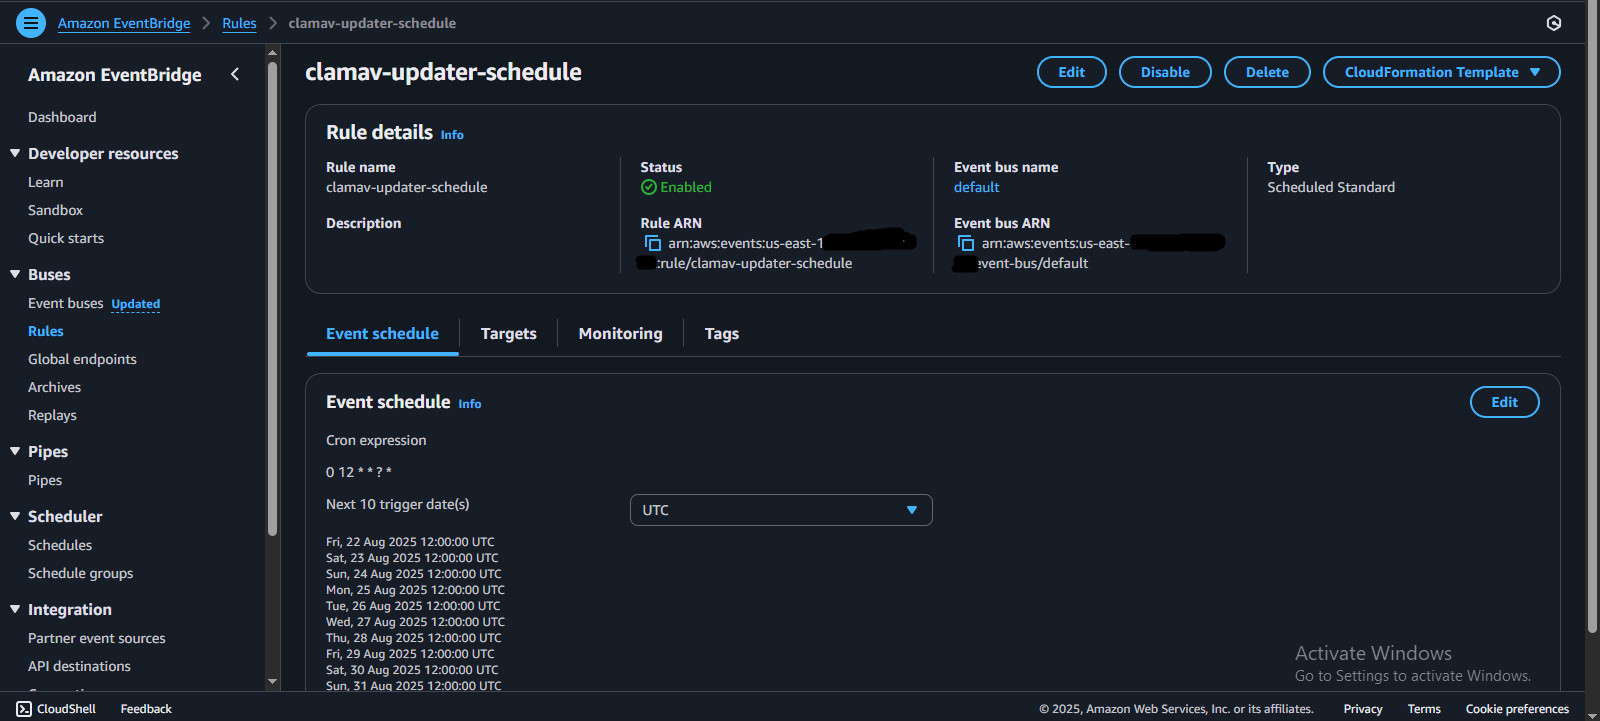 Amazon EventBridge > Rules > clamav-updater-schedule
Amazon EventBridge
Dashboard
Developer resources
Learn
Sandbox
Quick starts
Buses
Event buses Updated
Rules
Global endpoints
Archives
Replays
Pipes
Pipes
Scheduler
Schedules
Schedule groups
Integration
Partner event sources
API destinations
clamav-updater-schedule
Edit
Disable
Delete
CloudFormation Template
Rule details Info
Rule name
clamav-updater-schedule
Description
Status
Enabled
Rule ARN
arn:aws:events:us-east-1
:rule/clamav-updater-schedule
Event bus name
default
Event bus ARN
arn:aws:events:us-east-
event-bus/default
Type
Scheduled Standard
Event schedule
Targets
Monitoring
Tags
Event schedule Info
Edit
Cron expression
0 12 * * ? *
Next 10 trigger date(s)
UTC
Fri, 22 Aug 2025 12:00:00 UTC
Sat, 23 Aug 2025 12:00:00 UTC
Sun, 24 Aug 2025 12:00:00 UTC
Mon, 25 Aug 2025 12:00:00 UTC
Tue, 26 Aug 2025 12:00:00 UTC
Wed, 27 Aug 2025 12:00:00 UTC
Thu, 28 Aug 2025 12:00:00 UTC
Fri, 29 Aug 2025 12:00:00 UTC
Sat, 30 Aug 2025 12:00:00 UTC
Sun, 31 Aug 2025 12:00:00 UTC
Activate Windows
Go to Settings to activate Windows.
CloudShell
Feedback
© 2025, Amazon Web Services, Inc. or its affiliates.
Privacy
Terms
Cookie preferences